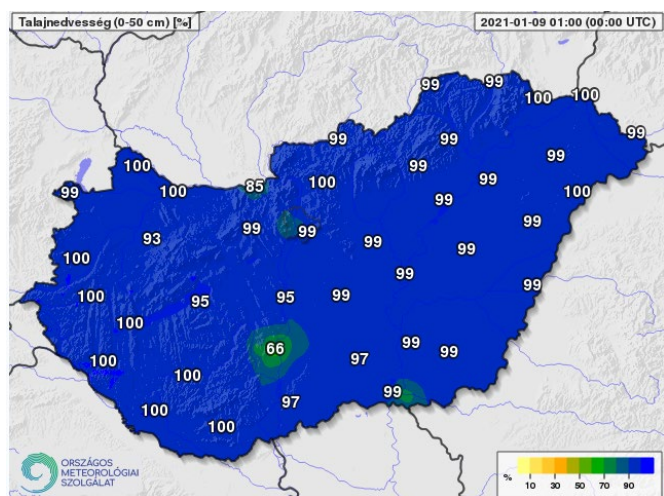 Talajnedvesség (0-50 cm) [%]
2021-01-09 01:00 (00:00 UTC)
99 99
100 100
99 99 99
100 99 99
99 100 85 100 99 100
99
93 99 99 99
99 99
100 99
100 95 95 99 99
100
66 99 99
100 97
100
100 97 99
100
ORSZÁGOS
METEOROLÓGIAI
SZOLGÁLAT
% 10 30 50 70 90